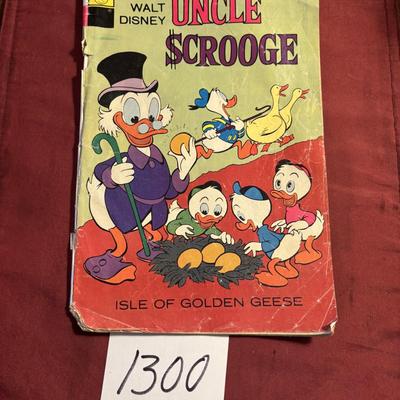 WALT
DISNEY
UNCLE
$CROOGE
ISLE OF GOLDEN GEESE
1300